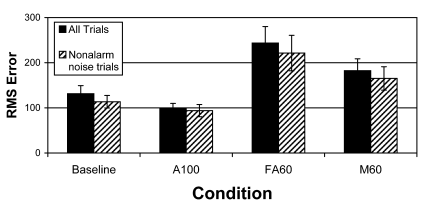 300
All Trials
Nonalarm
noise trials
200
100
0
RMS Error
Baseline A100 FA60 M60
Condition